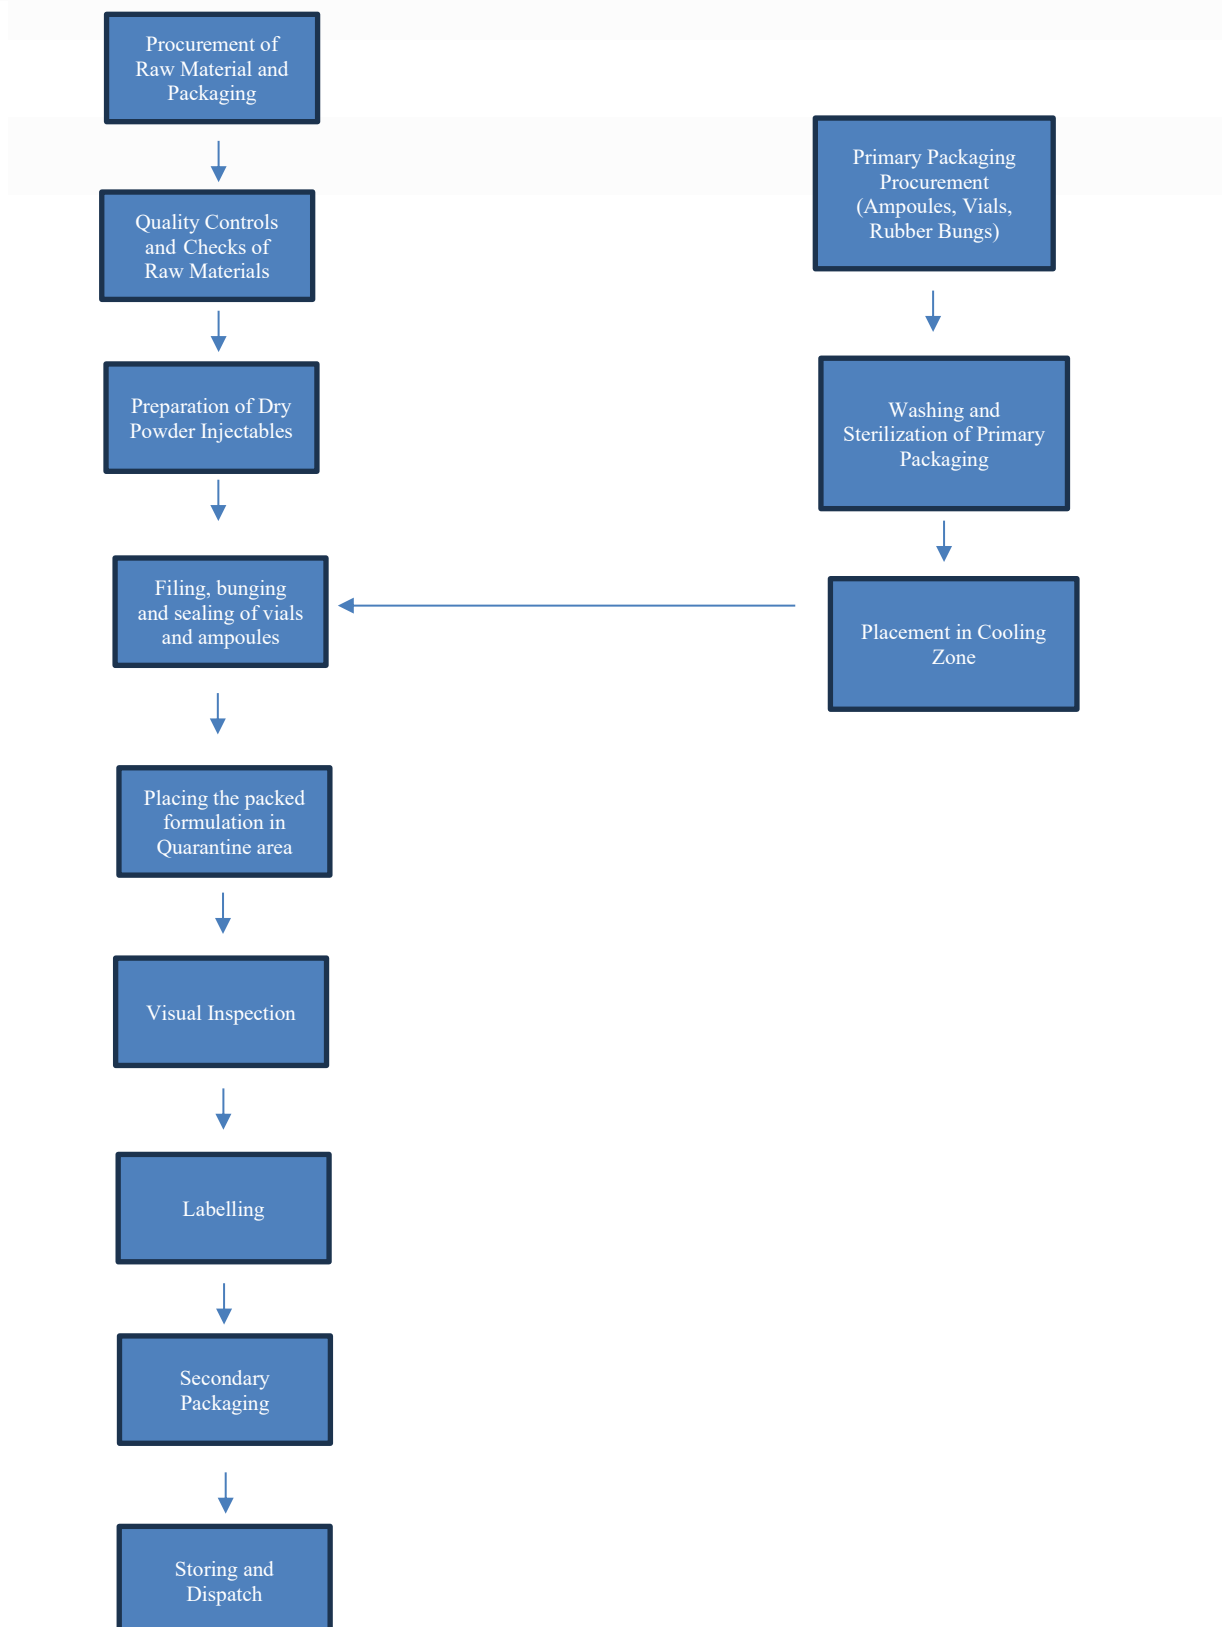 Procurement of
Raw Material and
Packaging
Quality Controls
and Checks of
Raw Materials
Preparation of Dry
Powder Injectables
Filing, bunging
and sealing of vials
and ampoules
Placing the packed
formulation in
Quarantine area
Visual Inspection
Labelling
Secondary
Packaging
Storing and
Dispatch
Primary Packaging
Procurement
(Ampoules, Vials,
Rubber Bungs)
Washing and
Sterilization of Primary
Packaging
Placement in Cooling
Zone